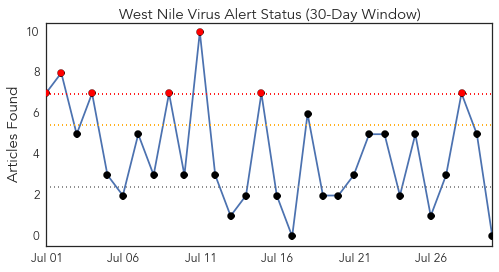 West Nile Virus Alert Status (30-Day Window)
Articles Found
10
8
6
4
2
0
Jul 01
Jul 06
Jul 11
Jul 16
Jul 21
Jul 26